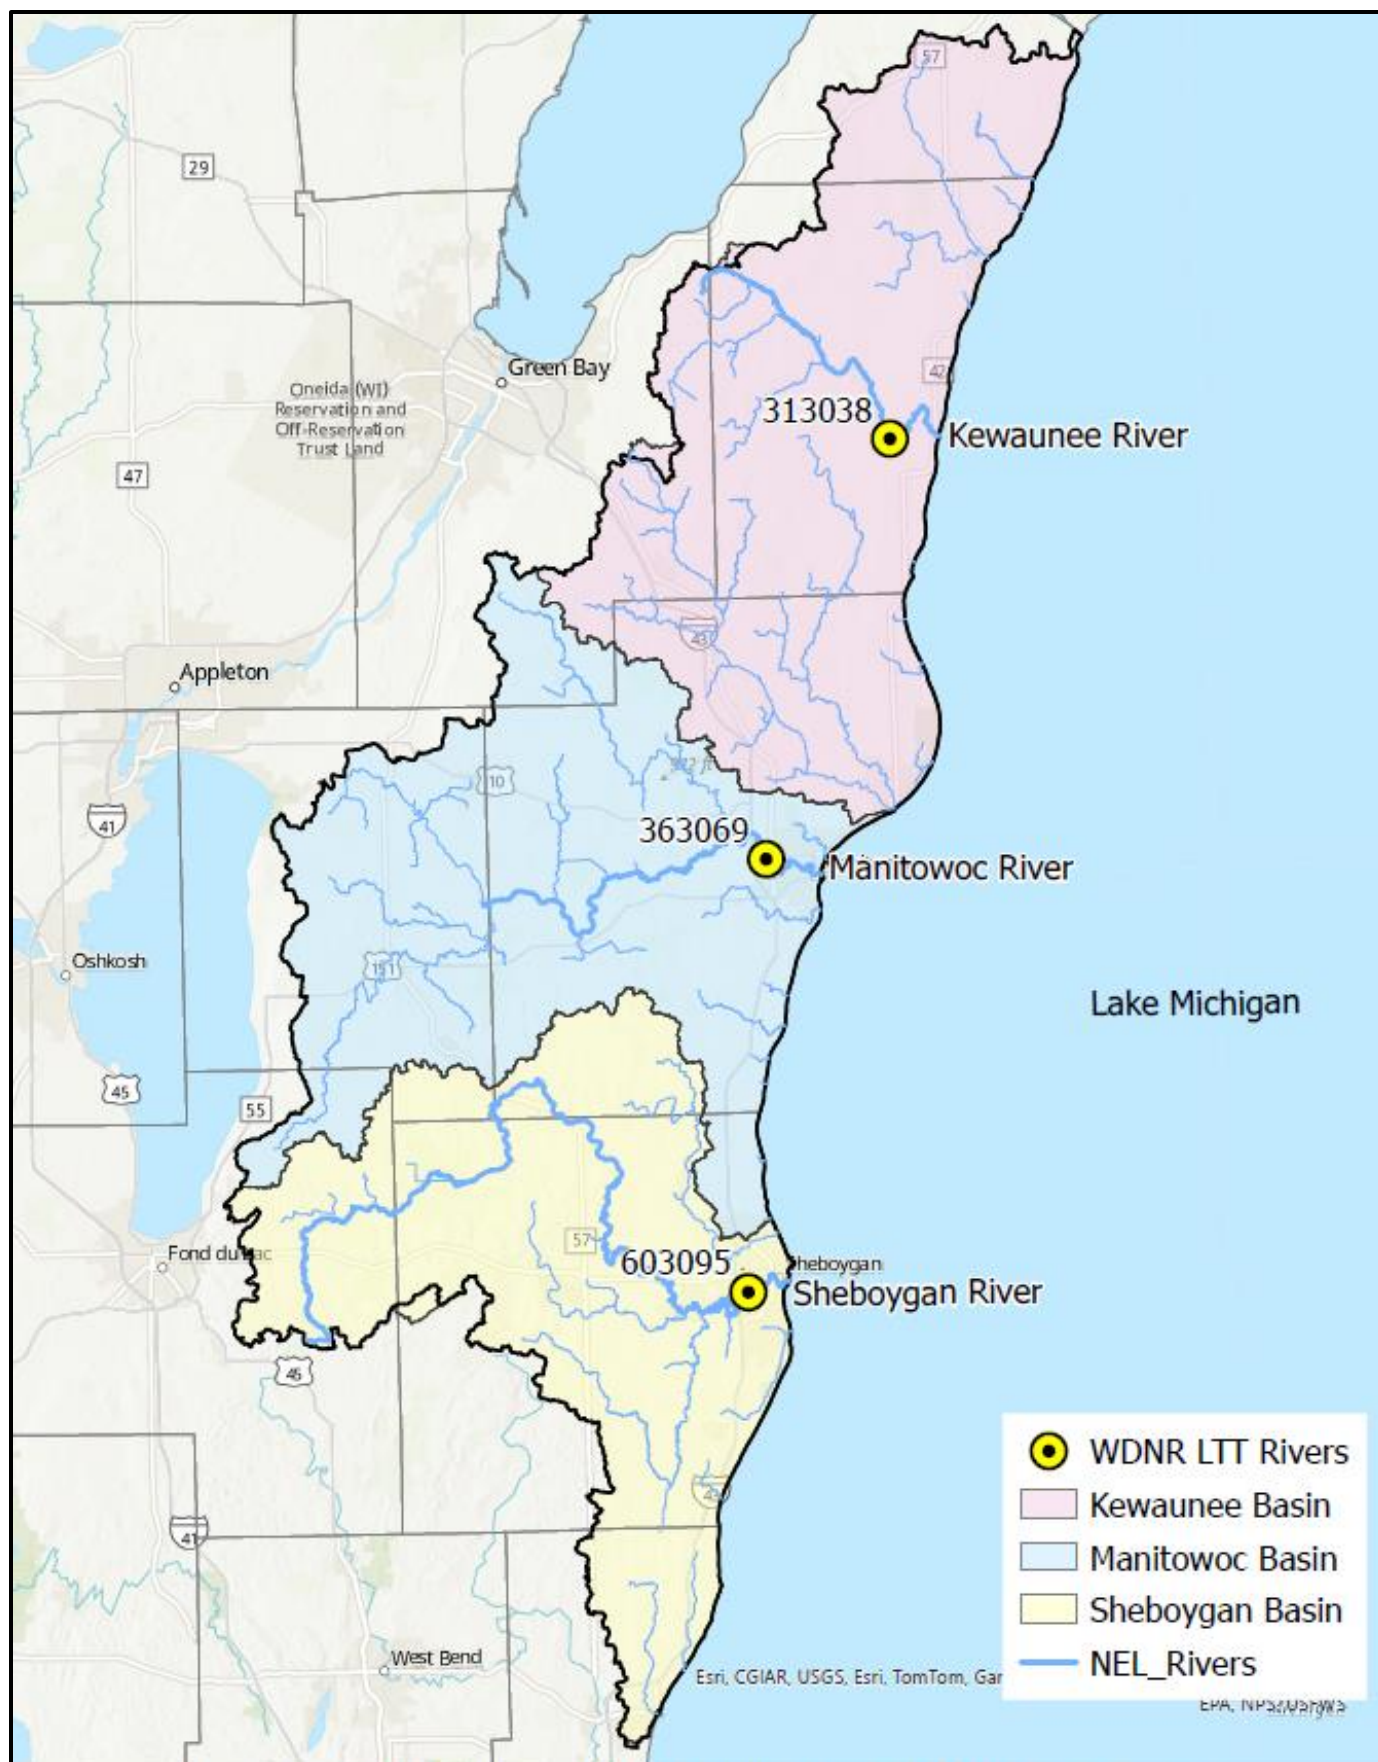 57
29
Green Bay
42
Oneida (WI)
Reservation and
Off-Reservation
Trust Land
313038
Kewaunee River
47
43
Appleton
10
41
363069
Manitowoc River
Oshkosh
151
Lake Michigan
45
55
57
Fond du Lac
603095
heboygan
Sheboygan River
45
WDNR LTT Rivers
Kewaunee Basin
43
Manitowoc Basin
41
Sheboygan Basin
West Bend
NEL_Rivers
Esri, CGIAR, USGS, Esri, TomTom, Gar
EPA, NPS, USFWS